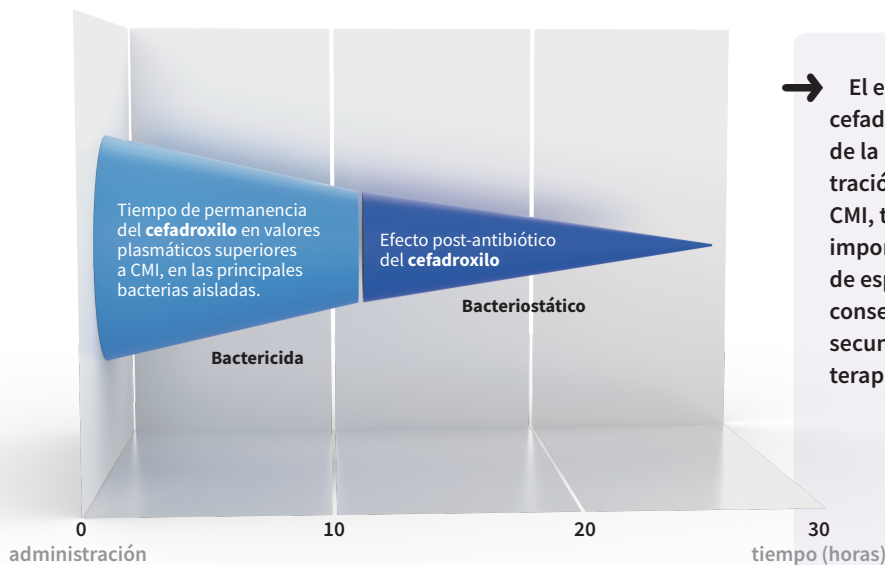 Tiempo de permanencia
del cefadroxilo en valores
plasmáticos superiores
a CMI, en las principales
bacterias aisladas.
Efecto post-antibiótico
del cefadroxilo
Bacteriostático
Bactericida
0
10
20
30
administración
tiempo (horas)
El e
cefad
de la
tració
CMI, t
impor
de esp
conse
secun
terap